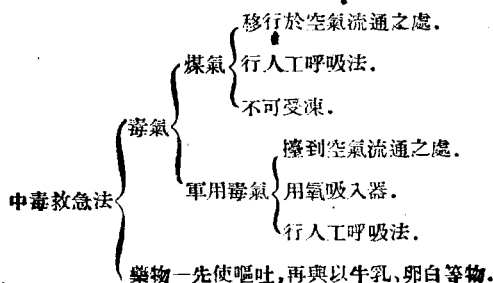 移行於空氣流通之處．
煤氣
行人工呼吸法．
不可受凍．
毒氣
擡到空氣流通之處．
軍用毒氣
用氧吸入器．
行人工呼吸法．
中毒救急法
藥物—先使嘔吐，再與以牛乳、卵白等物．